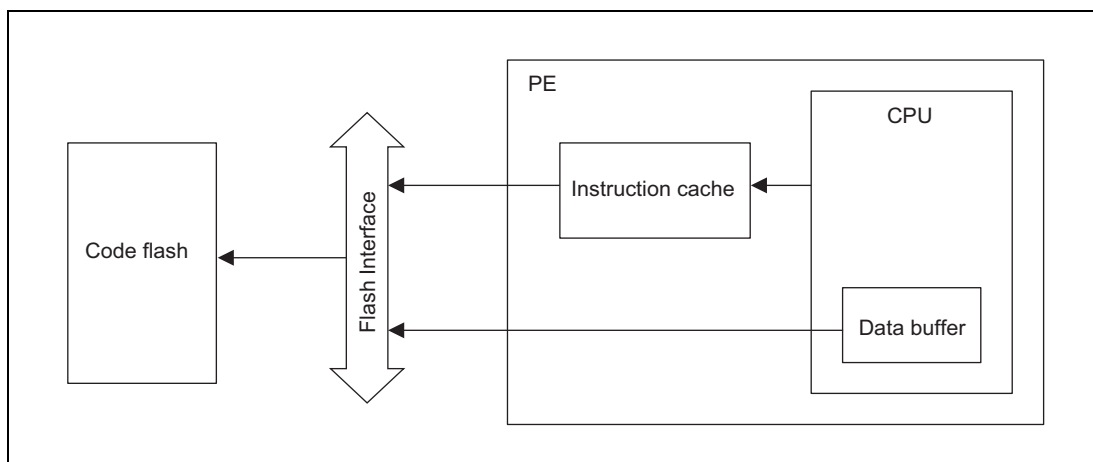 PE
CPU
Instruction cache
Code flash
Flash Interface
Data buffer